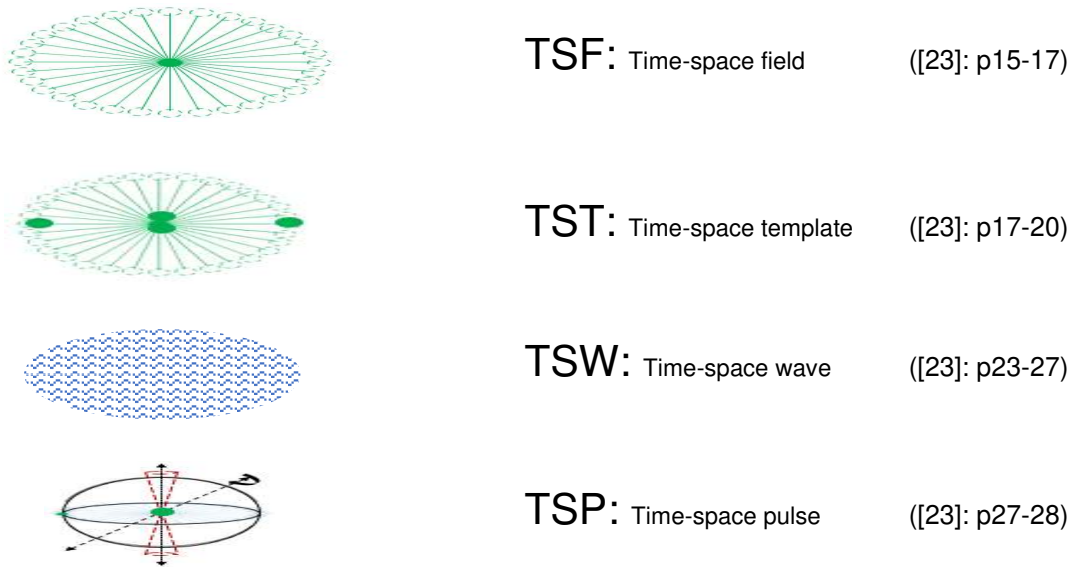 TSF: Time-space field ([23]: p15-17)
TST: Time-space template ([23]: p17-20)
TSW: Time-space wave ([23]: p23-27)
TSP: Time-space pulse ([23]: p27-28)